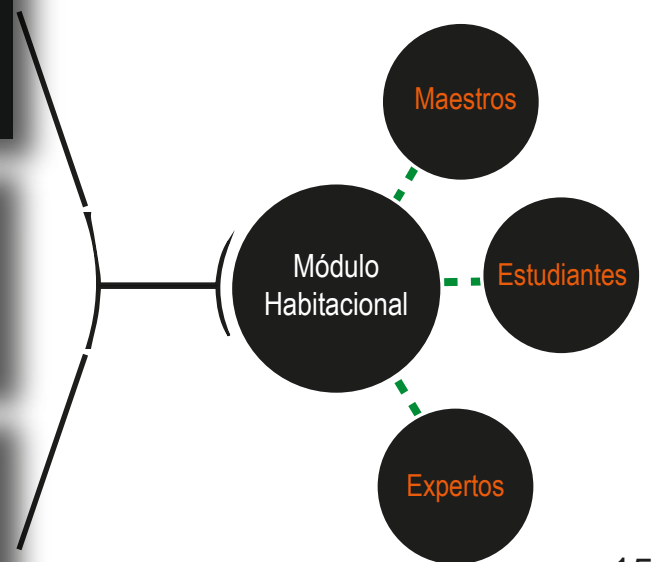 Maestros
Módulo
Habitacional
Estudiantes
Expertos